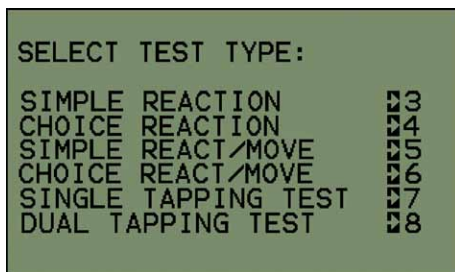 SELECT TEST TYPE:
SIMPLE REACTION 3
CHOICE REACTION 4
SIMPLE REACT/MOVE 5
CHOICE REACT/MOVE 6
SINGLE TAPPING TEST 7
DUAL TAPPING TEST 8